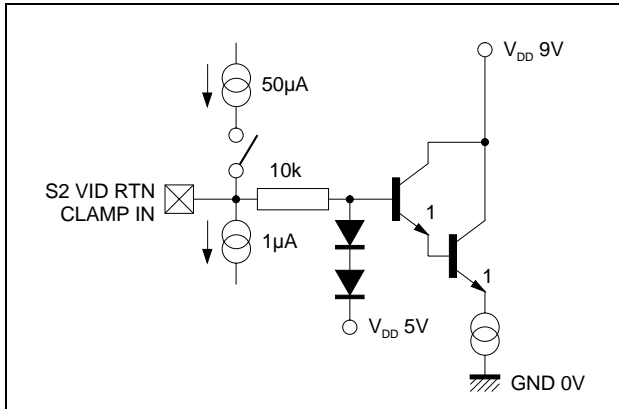 V_DD 9V
50µA
10k
S2 VID RTN
CLAMP IN
1
1µA
1
V_DD 5V
GND 0V